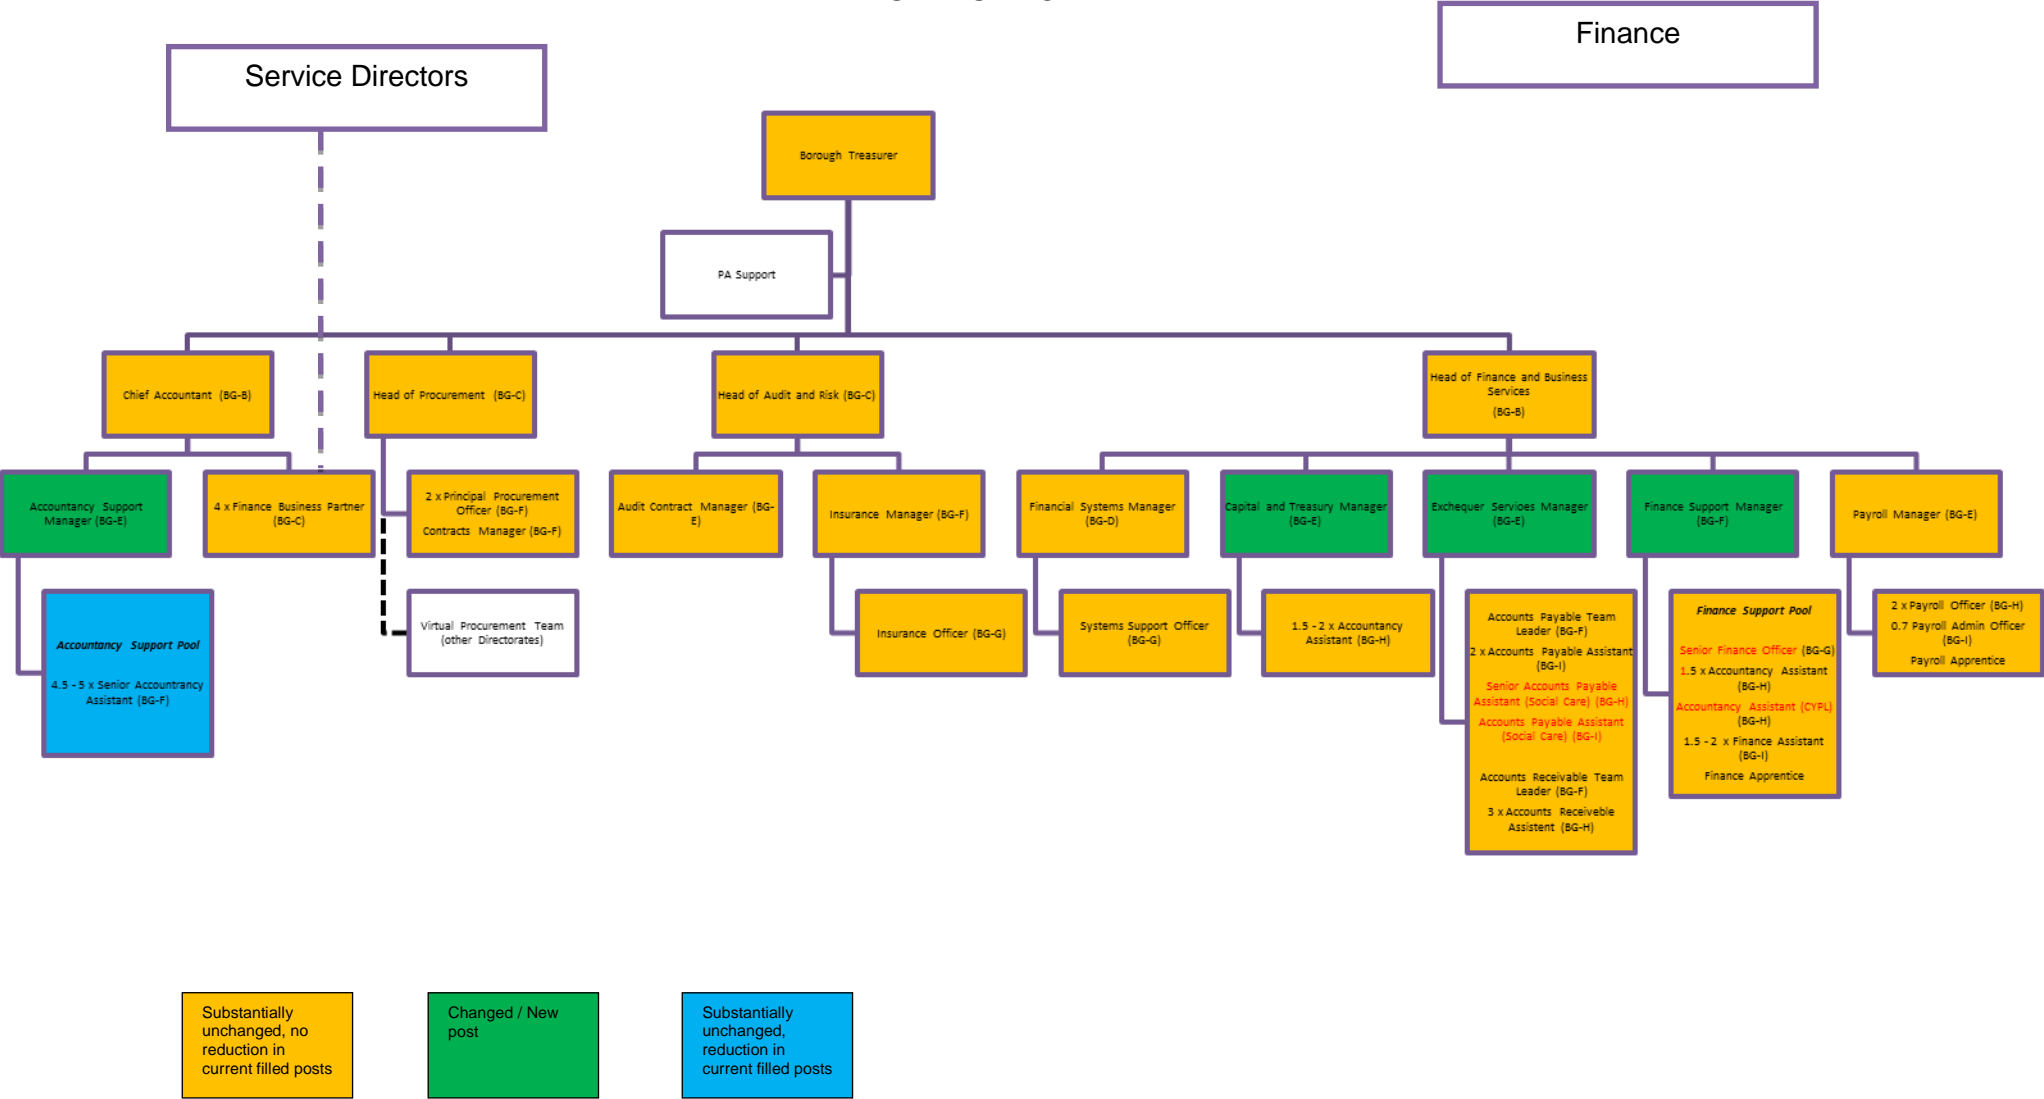 Finance
Service Directors
Borough Treasurer
PA Support
Chief Accountant (BG-B)
Head of Procurement (BG-C)
Head of Audit and Risk (BG-C)
Head of Finance and Business
Services
(BG-B)
Accountancy Support
Manager (BG-E)
4 x Finance Business Partner
(BG-C)
2 x Principal Procurement
Officer (BG-F)
Contracts Manager (BG-F)
Audit Contract Manager (BG-
E)
Insurance Manager (BG-F)
Financial Systems Manager
(BG-D)
Capital and Treasury Manager
(BG-E)
Exchequer Services Manager
(BG-E)
Finance Support Manager
(BG-F)
Payroll Manager (BG-E)
Accountancy Support Pool
4.5 - 5 x Senior Accountrancy
Assistant (BG-F)
Virtual Procurement Team
(other Directorates)
Insurance Officer (BG-G)
Systems Support Officer
(BG-G)
1.5 - 2 x Accountancy
Assistant (BG-H)
Accounts Payable Team
Leader (BG-F)
2 x Accounts Payable Assistant
(BG-I)
Senior Accounts Payable
Assistant (Social Care) (BG-H)
Accounts Payable Assistant
(Social Care) (BG-I)
Accounts Receivable Team
Leader (BG-F)
3 x Accounts Receiveble
Assistent (BG-H)
Finance Support Pool
Senior Finance Officer (BG-G)
1.5 x Accountancy Assistant
(BG-H)
Accountancy Assistant (CYPL)
(BG-H)
1.5 - 2 x Finance Assistant
(BG-I)
Finance Apprentice
2 x Payroll Officer (BG-H)
0.7 Payroll Admin Officer
(BG-I)
Payroll Apprentice
Substantially
unchanged, no
reduction in
current filled posts
Changed / New
post
Substantially
unchanged,
reduction in
current filled posts